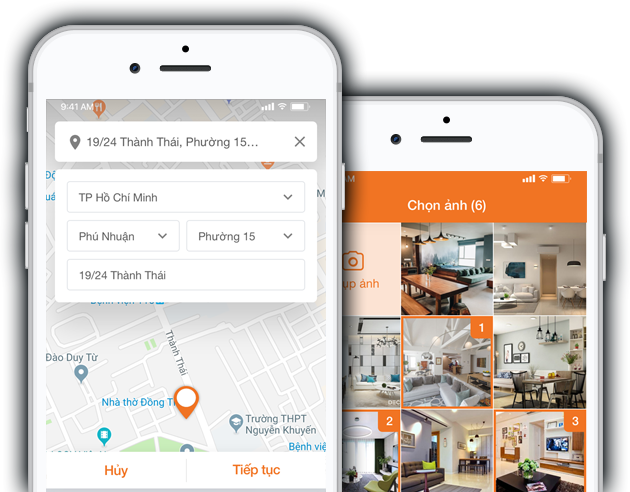 9:41 AM
19/24 Thành Thái, Phường 15...
TP Hồ Chí Minh
Phú Nhuận
Phường 15
19/24 Thành Thái
Thành Thái
Đào Duy Từ
Nhà thờ Đồng T
Trường THPT
Nguyễn Khuyến
Bệnh việ
Hủy
Tiếp tục
AM
Chọn ảnh (6)
ụp ảnh
1
2
3